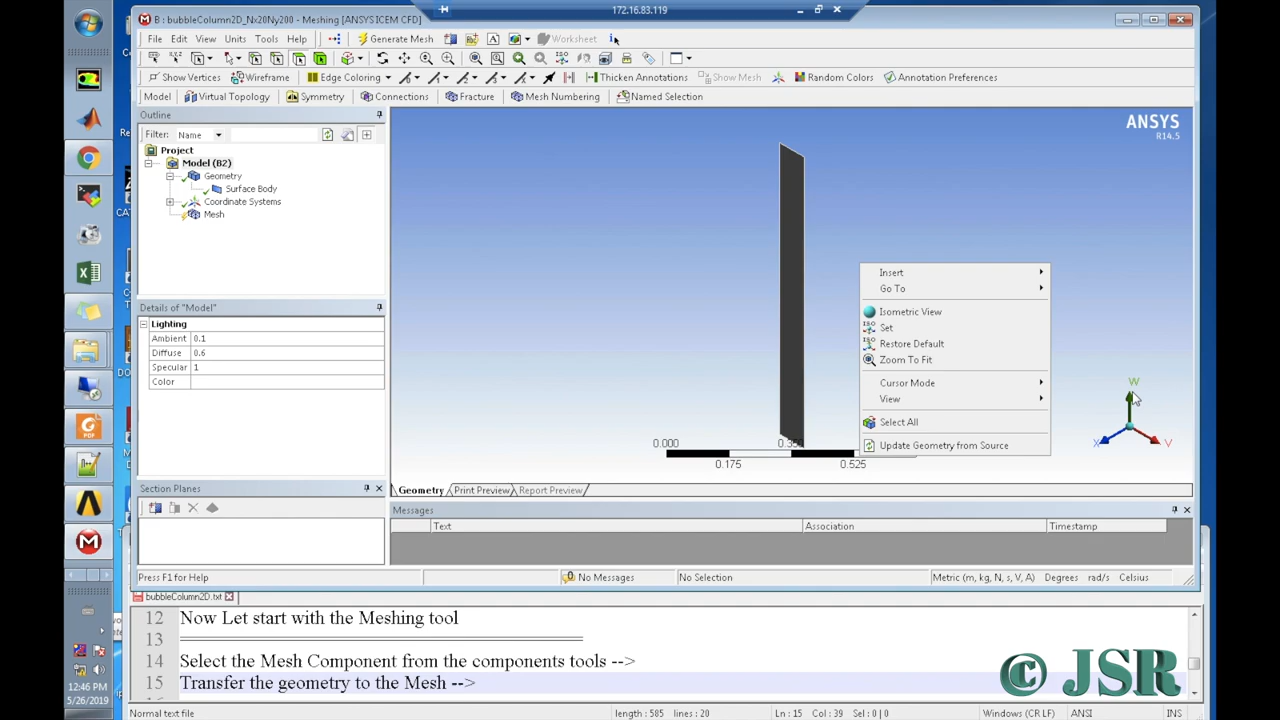 172.16.83.119
B : bubbleColumn2D_Nx20Ny200 - Meshing [ANSYS ICEM CFD]
File Edit View Units Tools Help Generate Mesh Worksheet
Show Vertices Wireframe Edge Coloring Thicken Annotations Show Mesh Random Colors Annotation Preferences
Model Virtual Topology Symmetry Connections Fracture Mesh Numbering Named Selection
Outline
Filter: Name
Project
Model (B2)
Geometry
Surface Body
Coordinate Systems
Mesh
Details of "Model"
Lighting
Ambient 0.1
Diffuse 0.6
Specular 1
Color
Section Planes
ANSYS
R14.5
Insert
Go To
Isometric View
Set
Restore Default
Zoom To Fit
Cursor Mode
View
Select All
Update Geometry from Source
W
X V
0.000 0.350
0.175 0.525
Geometry Print Preview Report Preview
Messages
Text Association Timestamp
Press F1 for Help No Messages No Selection Metric (m, kg, N, s, V, A) Degrees rad/s Celsius
bubbleColumn2D.txt
12 Now Let start with the Meshing tool
13 ==================================
14 Select the Mesh Component from the components tools -->
15 Transfer the geometry to the Mesh -->
© JSR
Normal text file length : 585 lines : 20 Ln : 15 Col : 39 Sel : 0 | 0 Windows (CR LF) ANSI INS
12:46 PM
5/26/2019